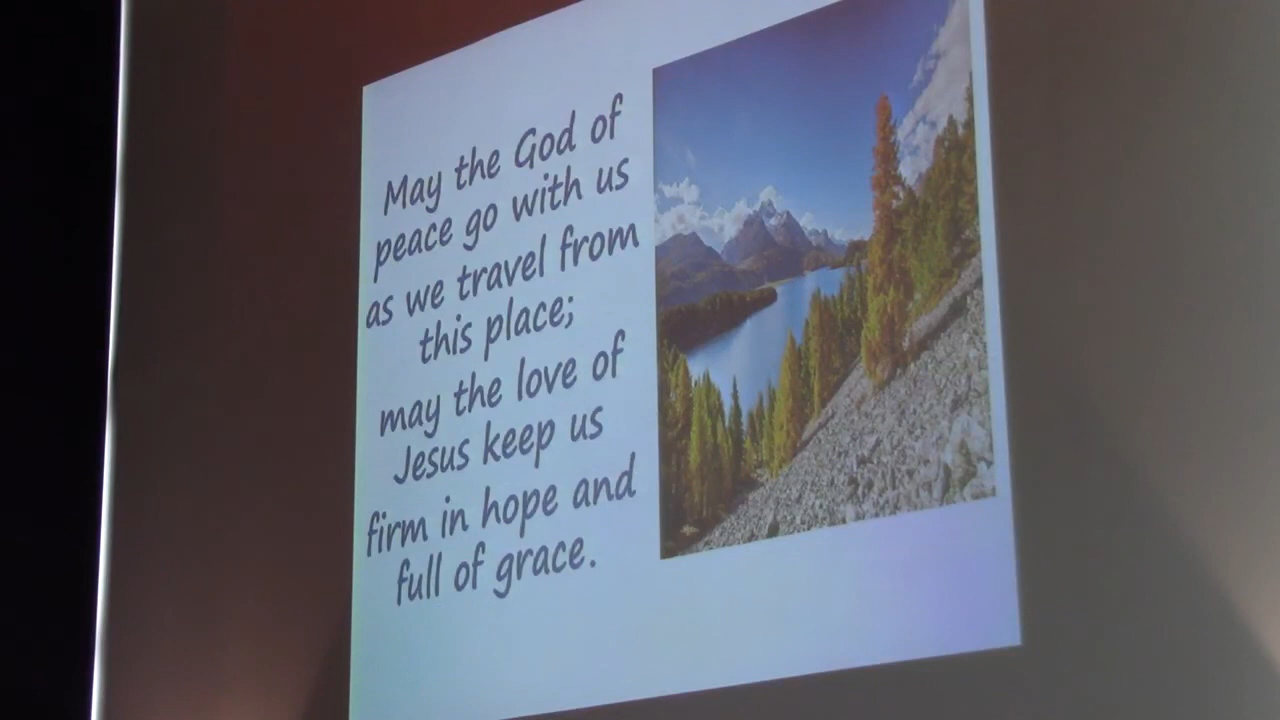 May the God of
peace go with us
as we travel from
this place;
may the love of
Jesus keep us
firm in hope and
full of grace.